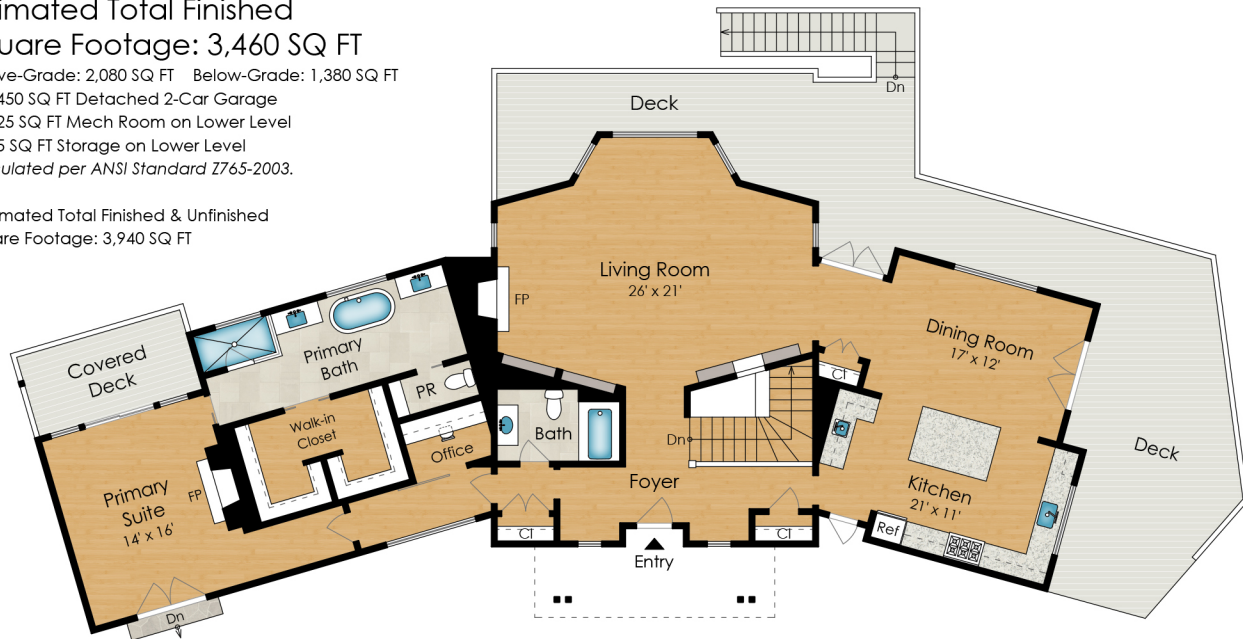 imated Total Finished
uare Footage: 3,460 SQ FT
ve-Grade: 2,080 SQ FT Below-Grade: 1,380 SQ FT
450 SQ FT Detached 2-Car Garage
25 SQ FT Mech Room on Lower Level
5 SQ FT Storage on Lower Level
ulated per ANSI Standard Z765-2003.
mated Total Finished & Unfinished
are Footage: 3,940 SQ FT
Dn
Deck
Living Room
26' x 21'
FP
Dining Room
17' x 12'
Cl
Covered
Deck
Primary
Bath
PR
Walk-in
Closet
Office
Bath
Dn
Deck
Primary
Suite
14' x 16'
FP
Foyer
Kitchen
21' x 11'
Ref
Cl
Cl
Entry
Dn